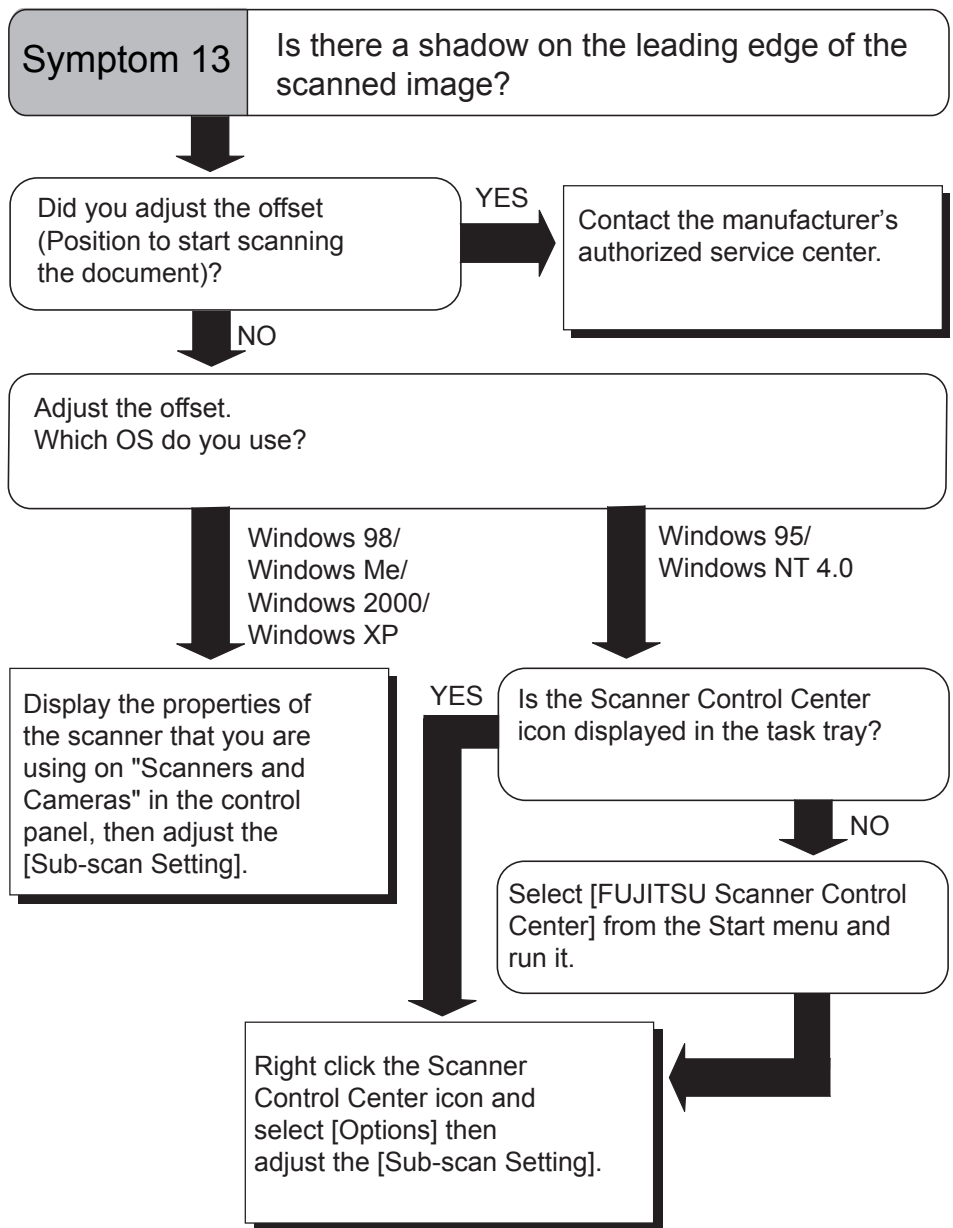 Symptom 13
Is there a shadow on the leading edge of the
scanned image?
Did you adjust the offset
(Position to start scanning
the document)?
YES
Contact the manufacturer’s
authorized service center.
NO
Adjust the offset.
Which OS do you use?
Windows 98/
Windows Me/
Windows 2000/
Windows XP
Windows 95/
Windows NT 4.0
Display the properties of
the scanner that you are
using on "Scanners and
Cameras" in the control
panel, then adjust the
[Sub-scan Setting].
YES
Is the Scanner Control Center
icon displayed in the task tray?
NO
Select [FUJITSU Scanner Control
Center] from the Start menu and
run it.
Right click the Scanner
Control Center icon and
select [Options] then
adjust the [Sub-scan Setting].